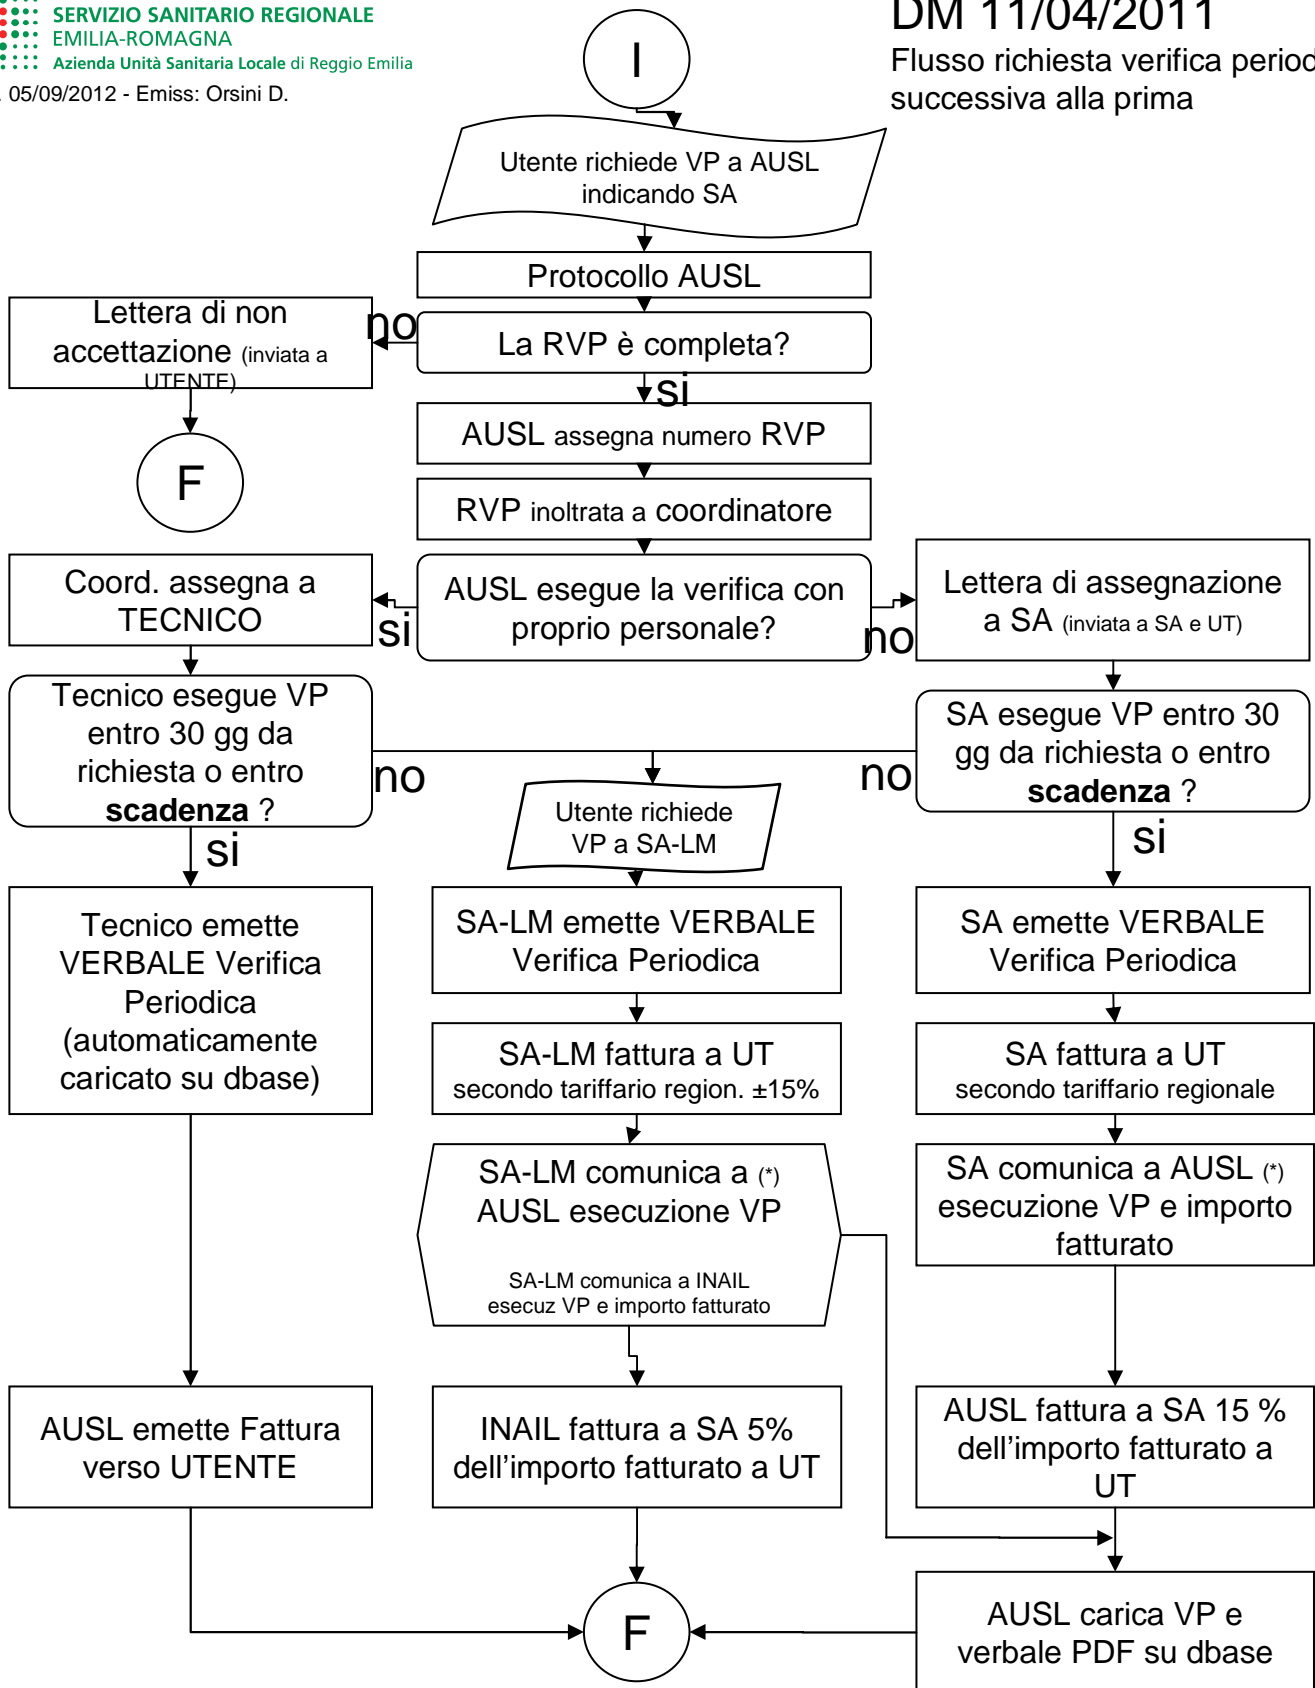 SERVIZIO SANITARIO REGIONALE
EMILIA-ROMAGNA
Azienda Unità Sanitaria Locale di Reggio Emilia
. 05/09/2012 - Emiss: Orsini D.
DM 11/04/2011
Flusso richiesta verifica period
successiva alla prima
I
Utente richiede VP a AUSL
indicando SA
Protocollo AUSL
Lettera di non
accettazione (inviata a
UTENTE)
no
La RVP è completa?
si
F
AUSL assegna numero RVP
RVP inoltrata a coordinatore
Coord. assegna a
TECNICO
si
AUSL esegue la verifica con
proprio personale?
no
Lettera di assegnazione
a SA (inviata a SA e UT)
Tecnico esegue VP
entro 30 gg da
richiesta o entro
scadenza ?
no
si
SA esegue VP entro 30
gg da richiesta o entro
scadenza ?
no
si
Utente richiede
VP a SA-LM
Tecnico emette
VERBALE Verifica
Periodica
(automaticamente
caricato su dbase)
SA-LM emette VERBALE
Verifica Periodica
SA emette VERBALE
Verifica Periodica
SA-LM fattura a UT
secondo tariffario region. ±15%
SA fattura a UT
secondo tariffario regionale
SA-LM comunica a (*)
AUSL esecuzione VP
SA-LM comunica a INAIL
esecuz VP e importo fatturato
SA comunica a AUSL (*)
esecuzione VP e importo
fatturato
AUSL emette Fattura
verso UTENTE
INAIL fattura a SA 5%
dell’importo fatturato a UT
AUSL fattura a SA 15 %
dell’importo fatturato a
UT
F
AUSL carica VP e
verbale PDF su dbase